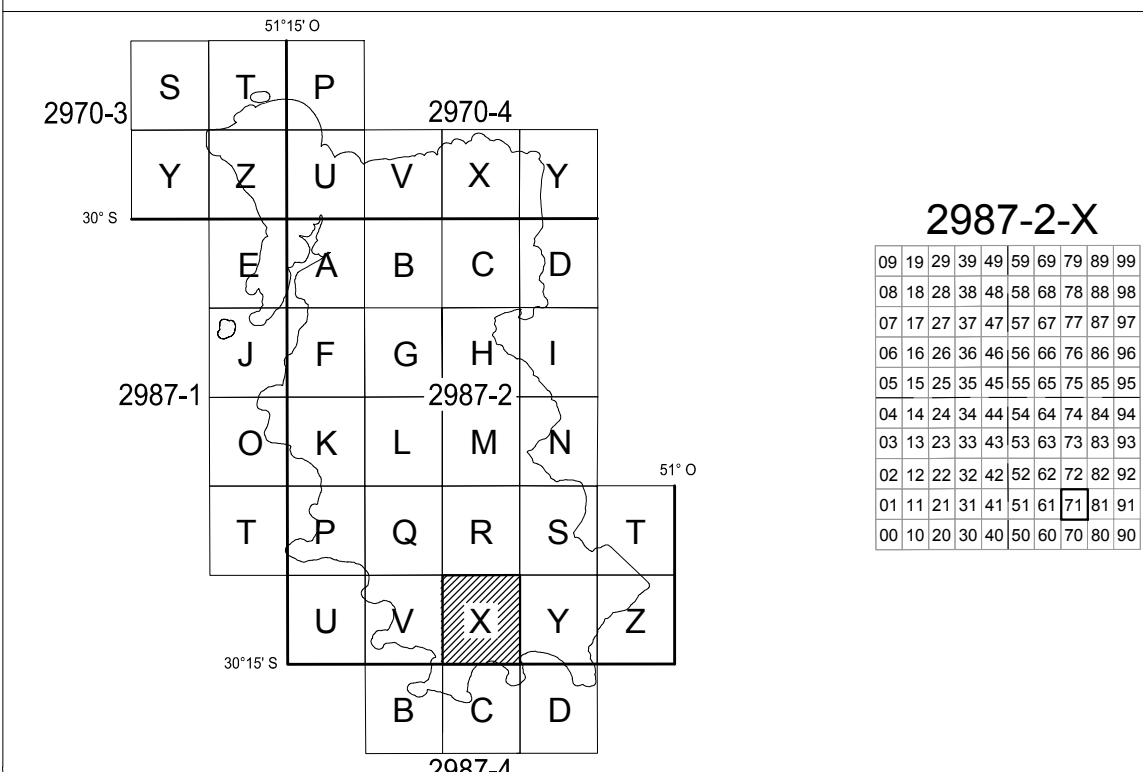 51°15' O
S T P
2970-3
2970-4
Y Z U V X Y
30° S
E A B C D
J F G H I
2987-1
2987-2
O K L M N
51° O
T P Q R S T
U V X Y Z
30°15' S
B C D
2987-4
2987-2-X
09 19 29 39 49 59 69 79 89 99
08 18 28 38 48 58 68 78 88 98
07 17 27 37 47 57 67 77 87 97
06 16 26 36 46 56 66 76 86 96
05 15 25 35 45 55 65 75 85 95
04 14 24 34 44 54 64 74 84 94
03 13 23 33 43 53 63 73 83 93
02 12 22 32 42 52 62 72 82 92
01 11 21 31 41 51 61 71 81 91
00 10 20 30 40 50 60 70 80 90